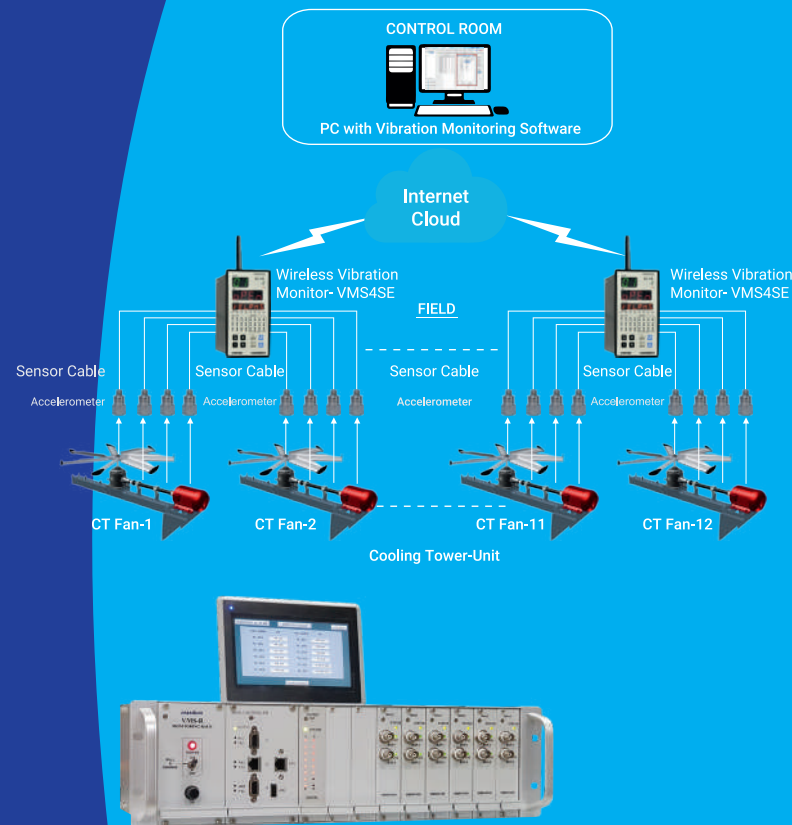 CONTROL ROOM
PC with Vibration Monitoring Software
Internet
Cloud
Wireless Vibration
Monitor- VMS4SE
FIELD
Wireless Vibration
Monitor- VMS4SE
Sensor Cable
Sensor Cable
Sensor Cable
Sensor Cable
Accelerometer
Accelerometer
Accelerometer
Accelerometer
CT Fan-1
CT Fan-2
CT Fan-11
CT Fan-12
Cooling Tower-Unit